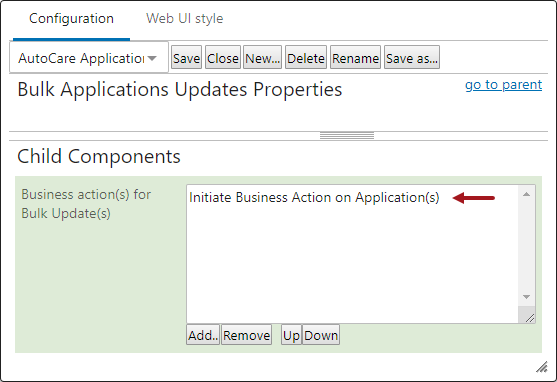 Configuration Web UI style
AutoCare Application Save Close New... Delete Rename Save as...
Bulk Applications Updates Properties go to parent
Child Components
Business action(s) for
Bulk Update(s)
Initiate Business Action on Application(s)
Add.. Remove Up Down